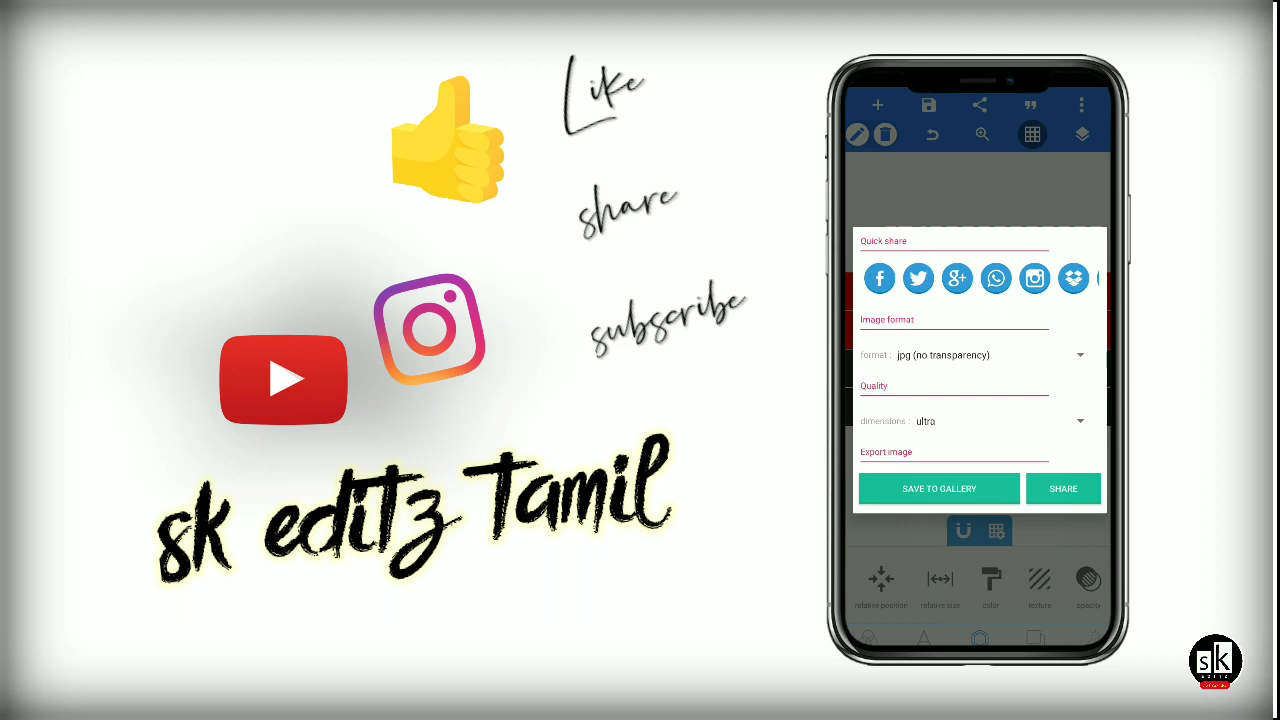 Like
share
subscribe
sk editz Tamil
Quick share
Image format
format : jpg (no transparency)
Quality
dimensions : ultra
Export image
SAVE TO GALLERY
SHARE
relative position
relative size
color
texture
opacity
sk
EDITZ